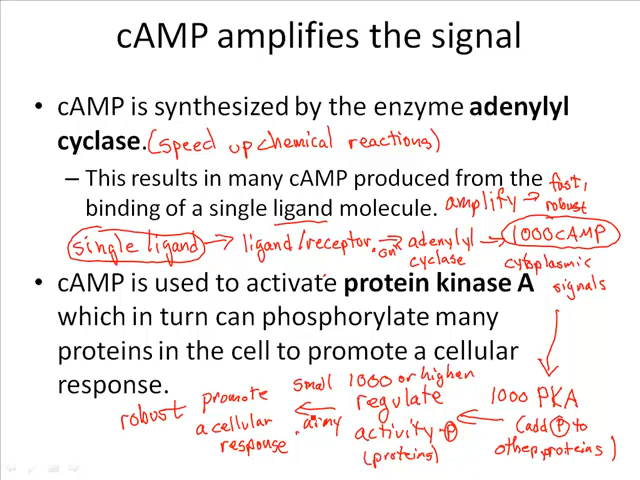 cAMP amplifies the signal
• cAMP is synthesized by the enzyme adenylyl
cyclase. (speed up chemical reactions)
– This results in many cAMP produced from the fast,
binding of a single ligand molecule. amplify → robust
single ligand → ligand/receptor "on" → adenylyl cyclase → 1000 cAMP
cytoplasmic
signals
• cAMP is used to activate protein kinase A
which in turn can phosphorylate many
proteins in the cell to promote a cellular
response.
small 1000 or higher
robust promote a cellular response. army
regulate
activity -P
(proteins)
1000 PKA
(add P to
other proteins)